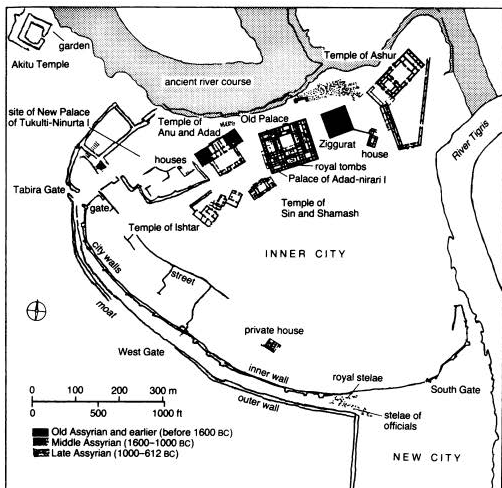 garden
Akitu Temple
ancient river course
Temple of Ashur
site of New Palace
of Tukulti-Ninurta I
Temple of
Anu and Adad
Old Palace
Ziggurat
house
houses
royal tombs
Palace of Adad-nirari I
River Tigris
Tabira Gate
gate
Temple of
Sin and Shamash
Temple of Ishtar
INNER CITY
city walls
street
moat
private house
West Gate
inner wall
royal stelae
South Gate
outer wall
stelae of
officials
NEW CITY
0 100 200 300 m
0 500 1000 ft
Old Assyrian and earlier (before 1600 BC)
Middle Assyrian (1600–1000 BC)
Late Assyrian (1000–612 BC)